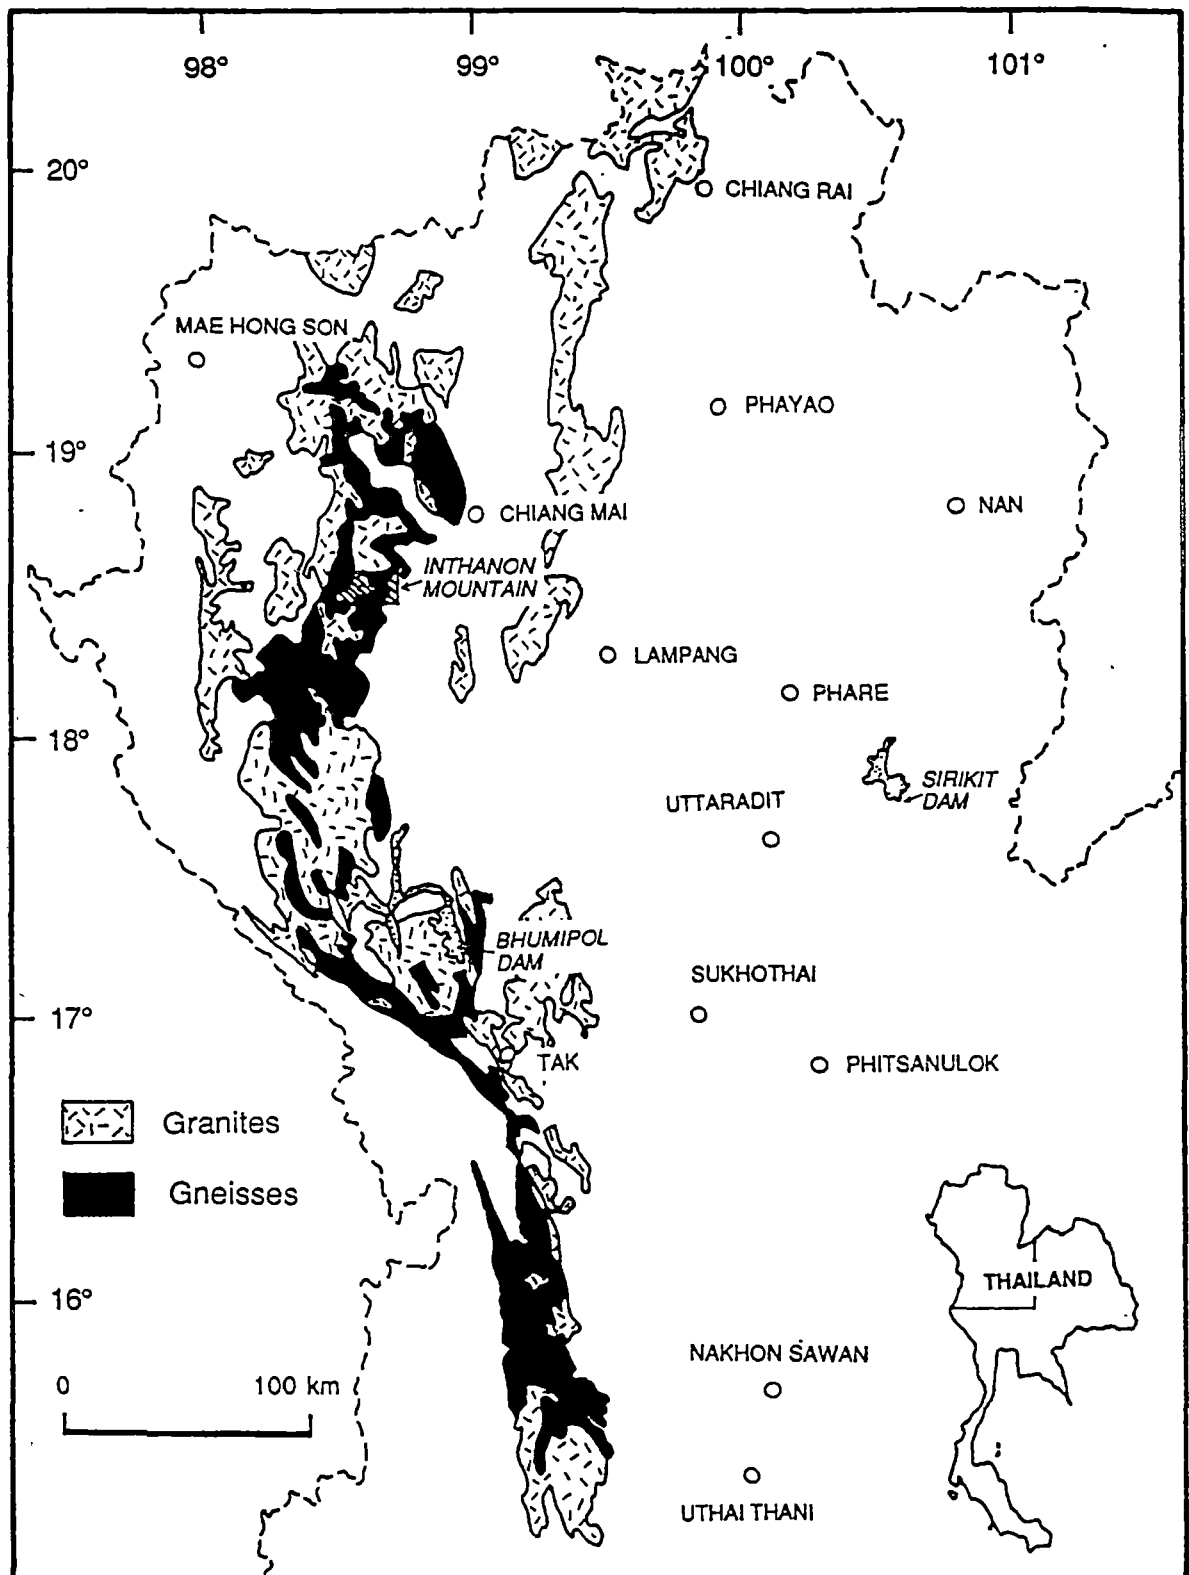 98° 99° 100° 101°
20°
CHIANG RAI
MAE HONG SON
PHAYAO
19°
NAN
CHIANG MAI
INTHANON
MOUNTAIN
LAMPANG
PHARE
18°
SIRIKIT
DAM
UTTARADIT
BHUMIPOL
DAM
SUKHOTHAI
17°
TAK
PHITSANULOK
Granites
Gneisses
THAILAND
16°
NAKHON SAWAN
0 100 km
UTHAI THANI